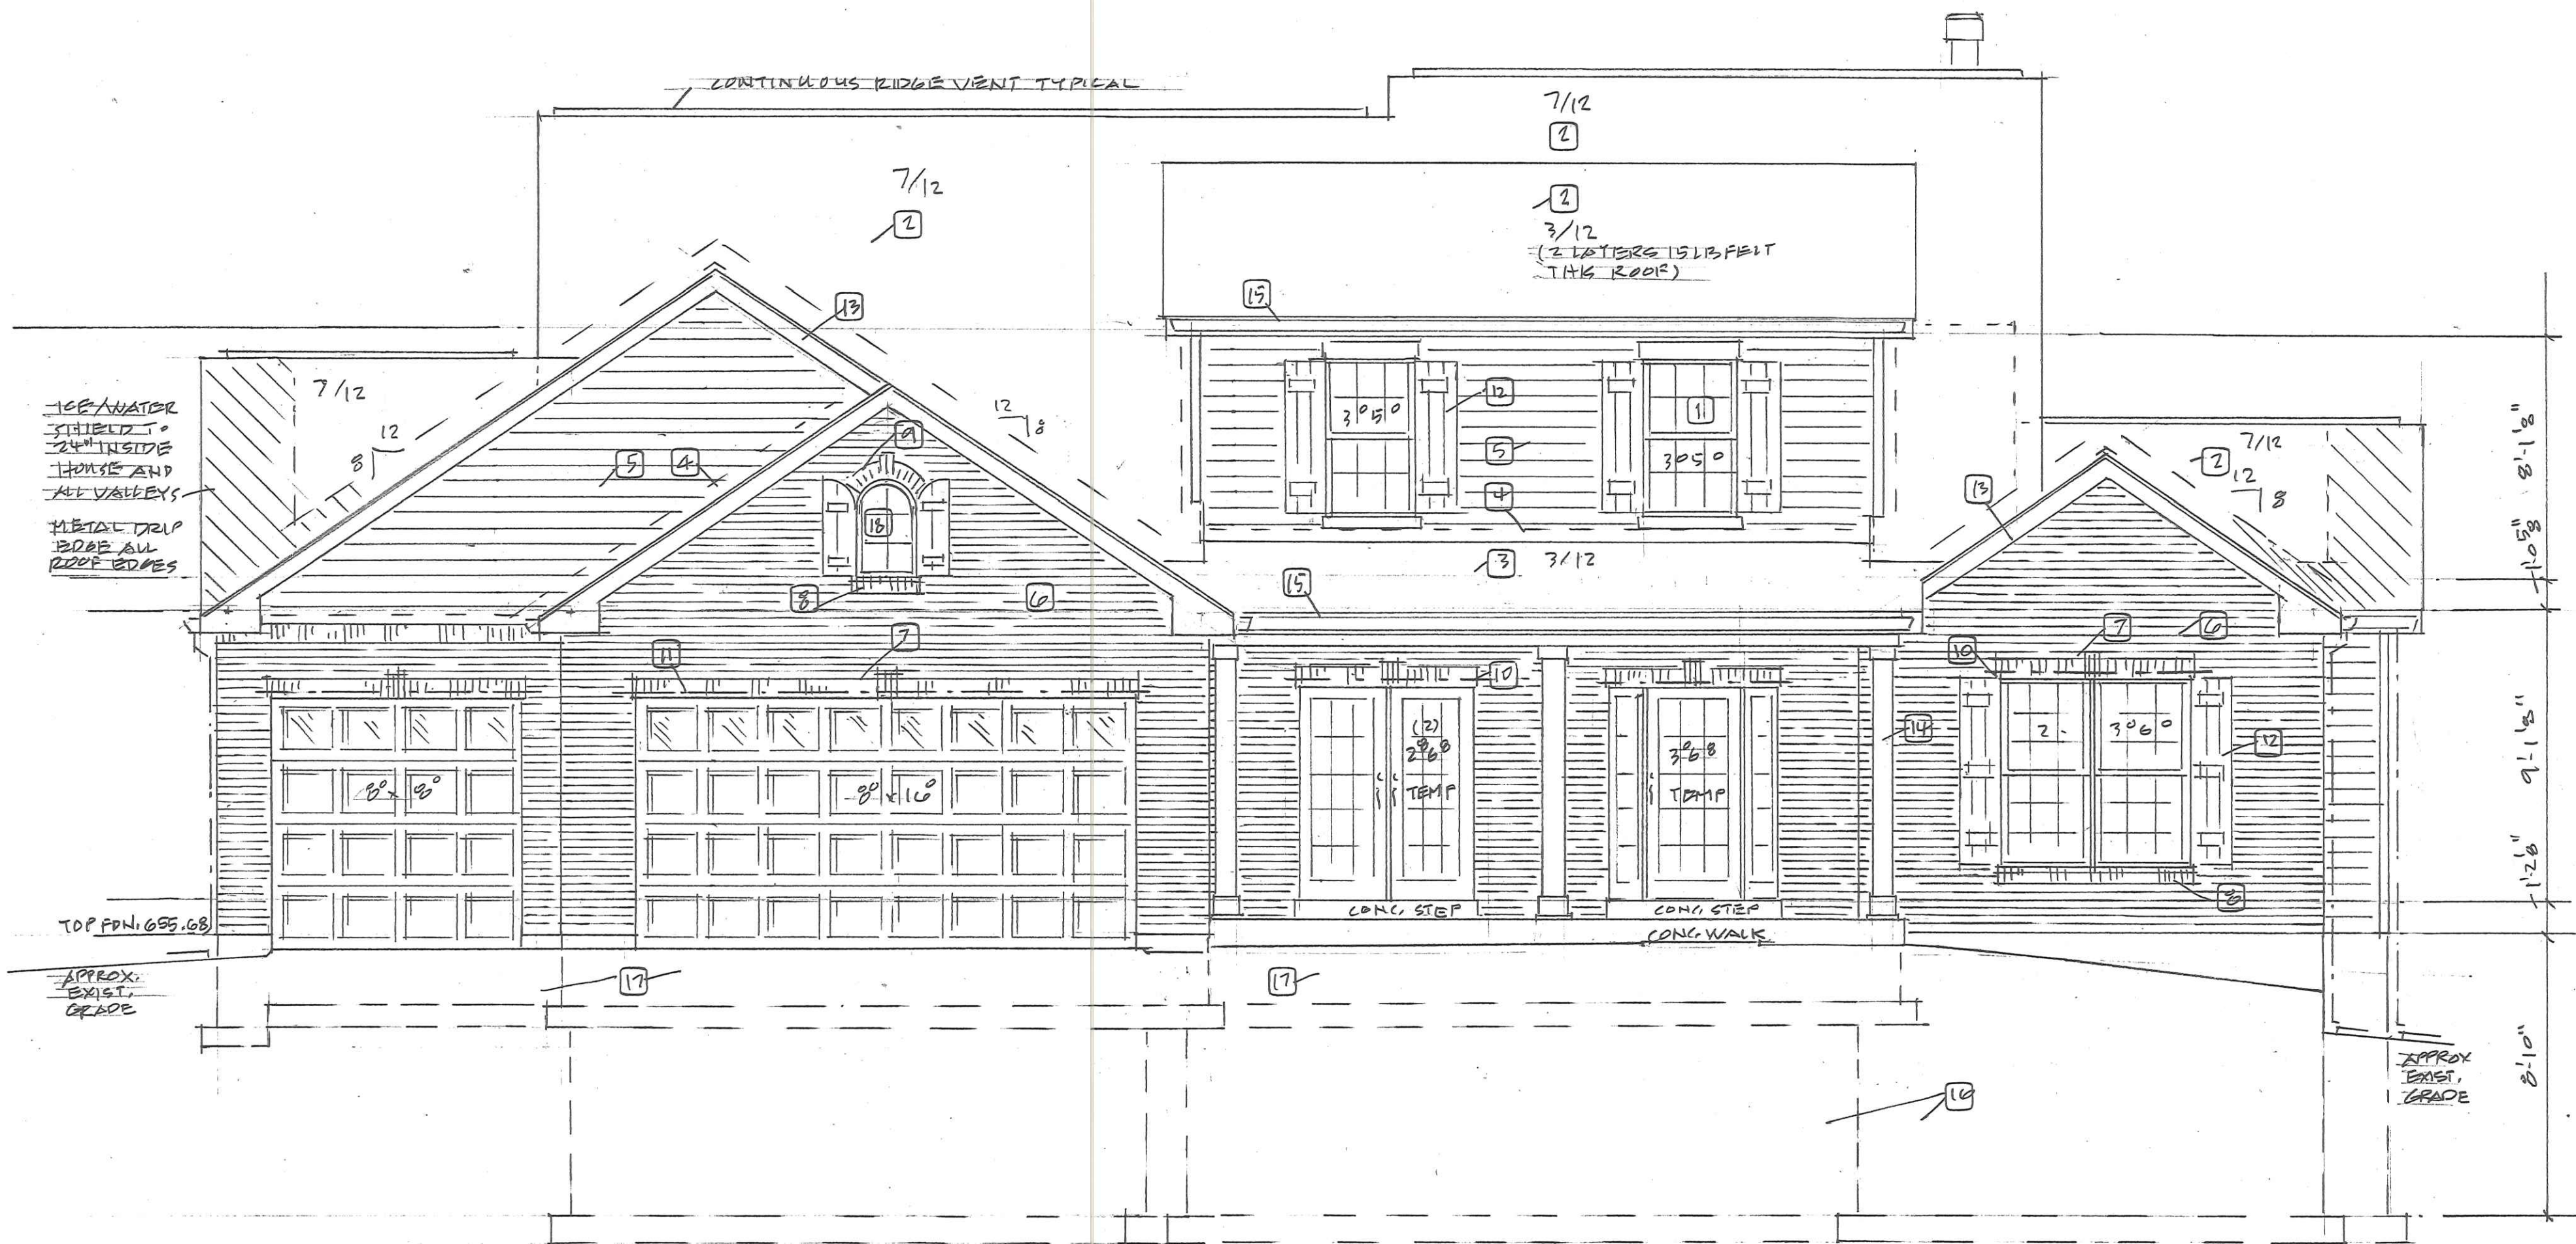 CONTINUOUS RIDGE VENT TYPICAL
7/12
2
7/12
2
2
3/12
(2 LAYERS 15LB FELT
THIS ROOF)
15
13
7/12
ICE/WATER
SHIELD TO
24" INSIDE
HOUSE AND
ALL VALLEYS
METAL DRIP
EDGE ALL
ROOF EDGES
12
8
5
4
9
12
8
18
8
6
3050
12
11
5
3050
4
3
3/12
15
7/12
2
12
8
13
8'-1 1/8"
1'-0 5/8"
11
7
10
10
7
6
8° x 8°
8° x 16°
(2)
2⁸6⁸
TEMP
3°6⁸
TEMP
14
2-
3°6°
12
8
9'-1 1/8"
1'-2 8"
CONC. STEP
CONC. STEP
CONC. WALK
TOP FDN. 655.68
APPROX.
EXIST.
GRADE
17
17
16
APPROX
EXIST.
GRADE
8'-10"